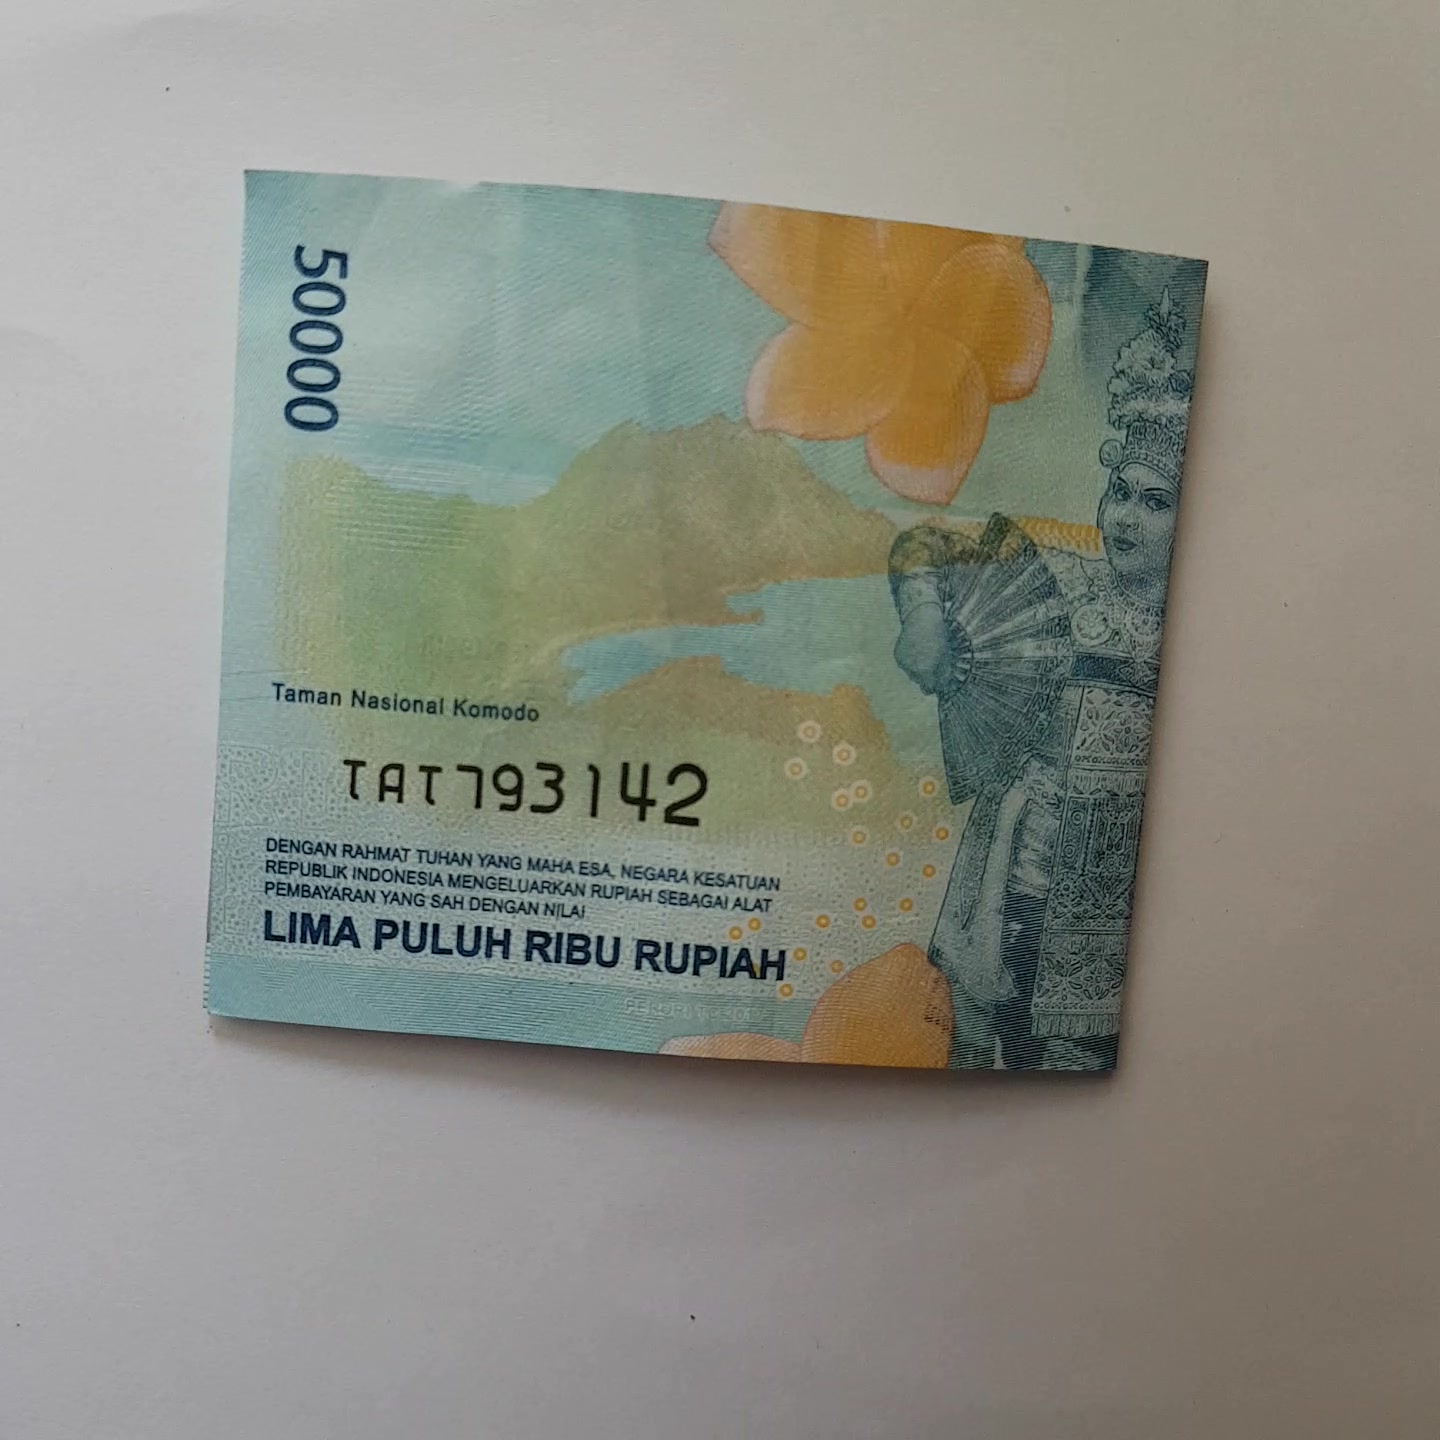 50000
Taman Nasional Komodo
TAT793142
DENGAN RAHMAT TUHAN YANG MAHA ESA, NEGARA KESATUAN
REPUBLIK INDONESIA MENGELUARKAN RUPIAH SEBAGAI ALAT
PEMBAYARAN YANG SAH DENGAN NILAI
LIMA PULUH RIBU RUPIAH